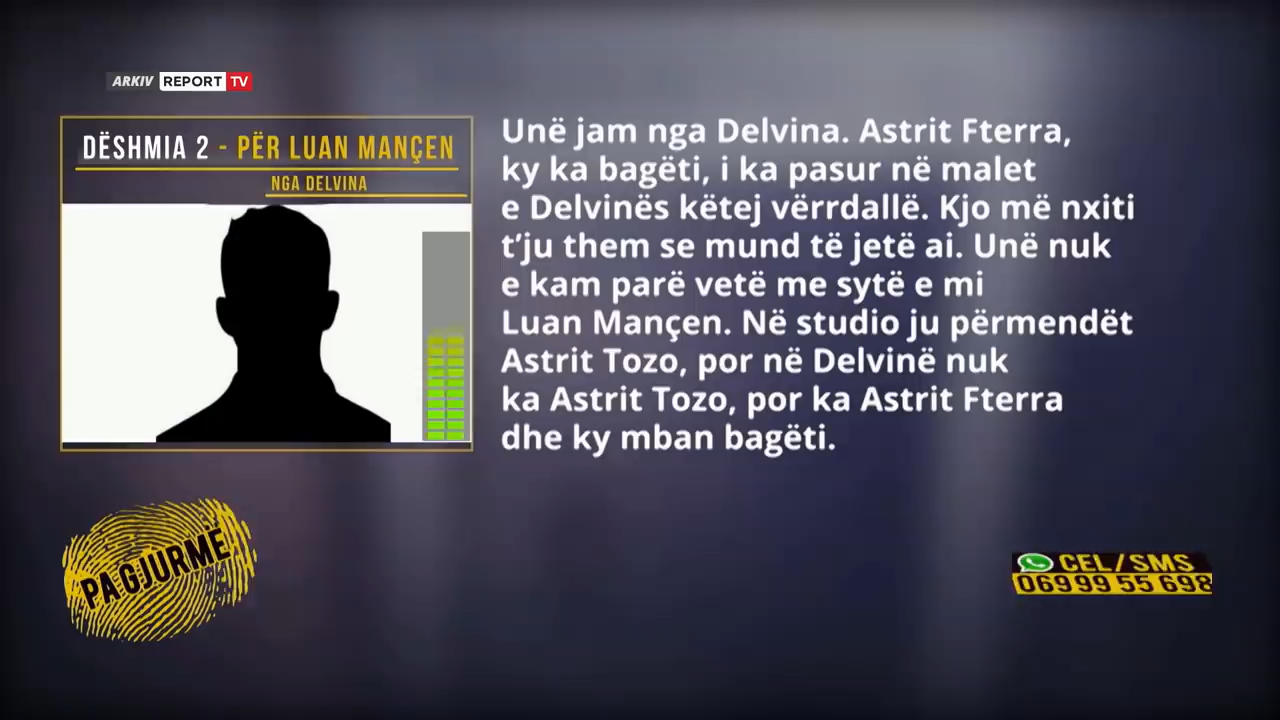 ARKIV REPORT TV
DËSHMIA 2 - PËR LUAN MANÇEN
NGA DELVINA
Unë jam nga Delvina. Astrit Fterra,
ky ka bagëti, i ka pasur në malet
e Delvinës këtej vërrdallë. Kjo më nxiti
t’ju them se mund të jetë ai. Unë nuk
e kam parë vetë me sytë e mi
Luan Mançen. Në studio ju përmendët
Astrit Tozo, por në Delvinë nuk
ka Astrit Tozo, por ka Astrit Fterra
dhe ky mban bagëti.
PA GJURMË
CEL/SMS
06999 55 698